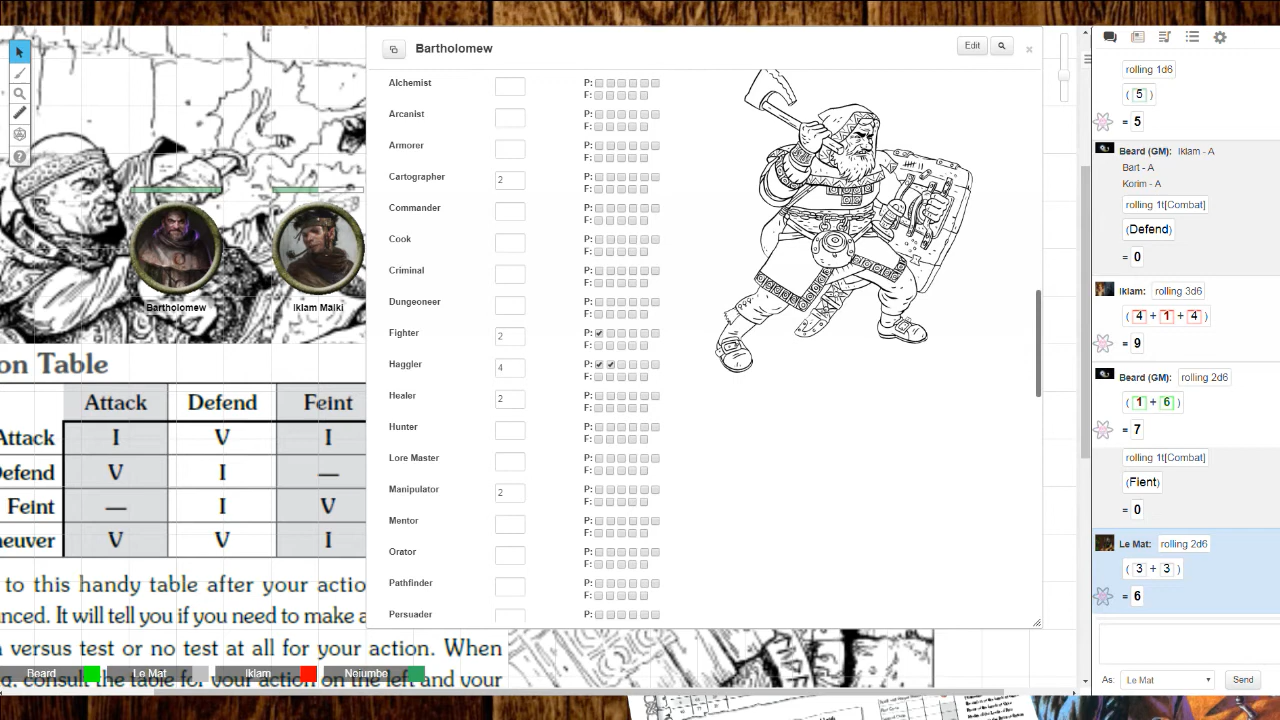 Bartholomew
Edit
Alchemist
P:
F:
Arcanist
P:
F:
Armorer
P:
F:
Cartographer 2
P:
F:
Commander
P:
F:
Cook
P:
F:
Criminal
P:
F:
Dungeoneer
P:
F:
Fighter 2
P:
F:
Haggler 4
P:
F:
Healer 2
P:
F:
Hunter
P:
F:
Lore Master
P:
F:
Manipulator 2
P:
F:
Mentor
P:
F:
Orator
P:
F:
Pathfinder
P:
F:
Persuader
P:
Bartholomew
Iklam Malki
on Table
Attack Defend Feint
Attack I V I
Defend V I —
Feint — I V
neuver V V I
to this handy table after your actio
nced. It will tell you if you need to make a
versus test or no test at all for your action. When
, consult the table for your action on the left and your
Beard Le Mat Iklam Neiumbe
rolling 1d6
( 5 )
= 5
Beard (GM): Iklam - A
Bart - A
Korim - A
rolling 1t[Combat]
(Defend)
= 0
Iklam: rolling 3d6
( 4 + 1 + 4 )
= 9
Beard (GM): rolling 2d6
( 1 + 6 )
= 7
rolling 1t[Combat]
(Fient)
= 0
Le Mat: rolling 2d6
( 3 + 3 )
= 6
As: Le Mat Send